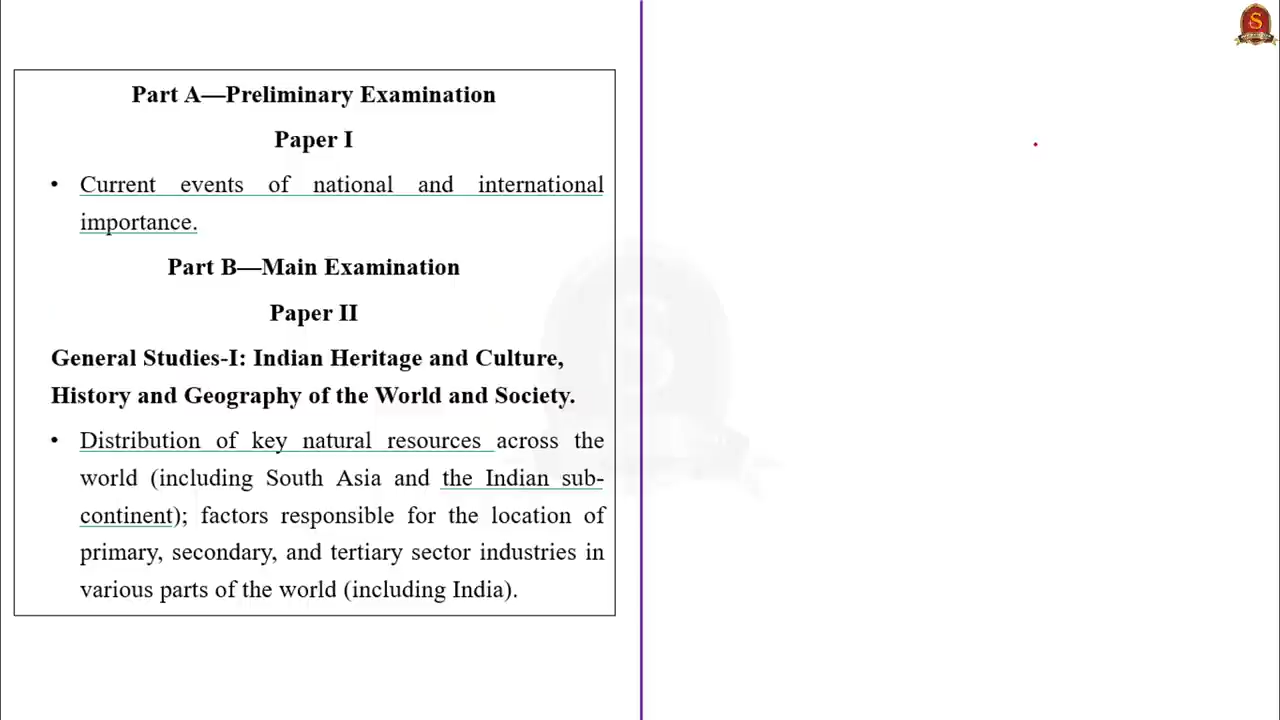 S
Part A—Preliminary Examination
Paper I
• Current events of national and international
importance.
Part B—Main Examination
Paper II
General Studies-I: Indian Heritage and Culture,
History and Geography of the World and Society.
• Distribution of key natural resources across the
world (including South Asia and the Indian sub-
continent); factors responsible for the location of
primary, secondary, and tertiary sector industries in
various parts of the world (including India).